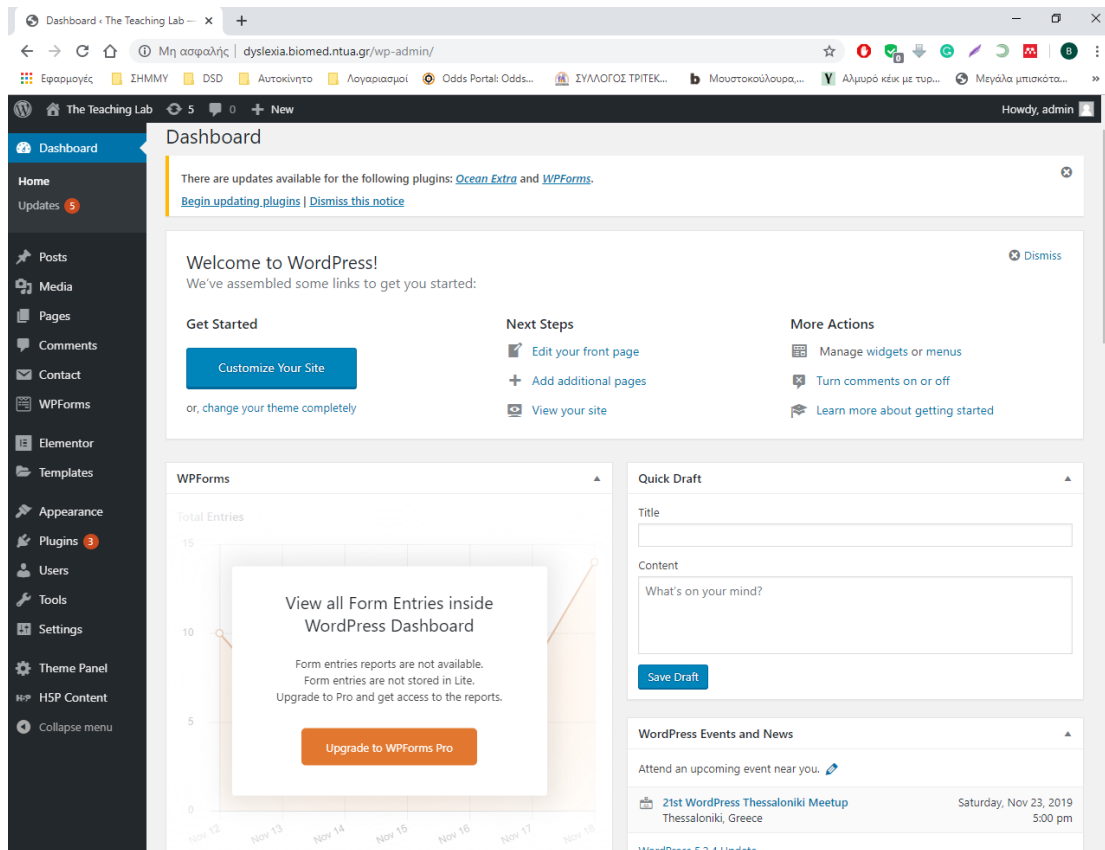 Dashboard ‹ The Teaching Lab —
Μη ασφαλής | dyslexia.biomed.ntua.gr/wp-admin/
Εφαρμογές ΣΗΜΜΥ DSD Αυτοκίνητο Λογαριασμοί Odds Portal: Odds... ΣΥΛΛΟΓΟΣ ΤΡΙΤΕΚ... Μουστοκούλουρα,... Αλμυρό κέικ με τυρ... Μεγάλα μπισκότα... »
The Teaching Lab 5 0 + New Howdy, admin
Dashboard
Home
Updates 5
Posts
Media
Pages
Comments
Contact
WPForms
Elementor
Templates
Appearance
Plugins 3
Users
Tools
Settings
Theme Panel
H5P Content
Collapse menu
Dashboard
There are updates available for the following plugins: Ocean Extra and WPForms.
Begin updating plugins | Dismiss this notice
Welcome to WordPress!
Dismiss
We've assembled some links to get you started:
Get Started
Customize Your Site
or, change your theme completely
Next Steps
Edit your front page
Add additional pages
View your site
More Actions
Manage widgets or menus
Turn comments on or off
Learn more about getting started
WPForms
Total Entries
15
10
5
0
Nov 12 Nov 13 Nov 14 Nov 15 Nov 16 Nov 17 Nov 18
View all Form Entries inside
WordPress Dashboard
Form entries reports are not available.
Form entries are not stored in Lite.
Upgrade to Pro and get access to the reports.
Upgrade to WPForms Pro
Quick Draft
Title
Content
What's on your mind?
Save Draft
WordPress Events and News
Attend an upcoming event near you.
21st WordPress Thessaloniki Meetup Saturday, Nov 23, 2019
Thessaloniki, Greece 5:00 pm